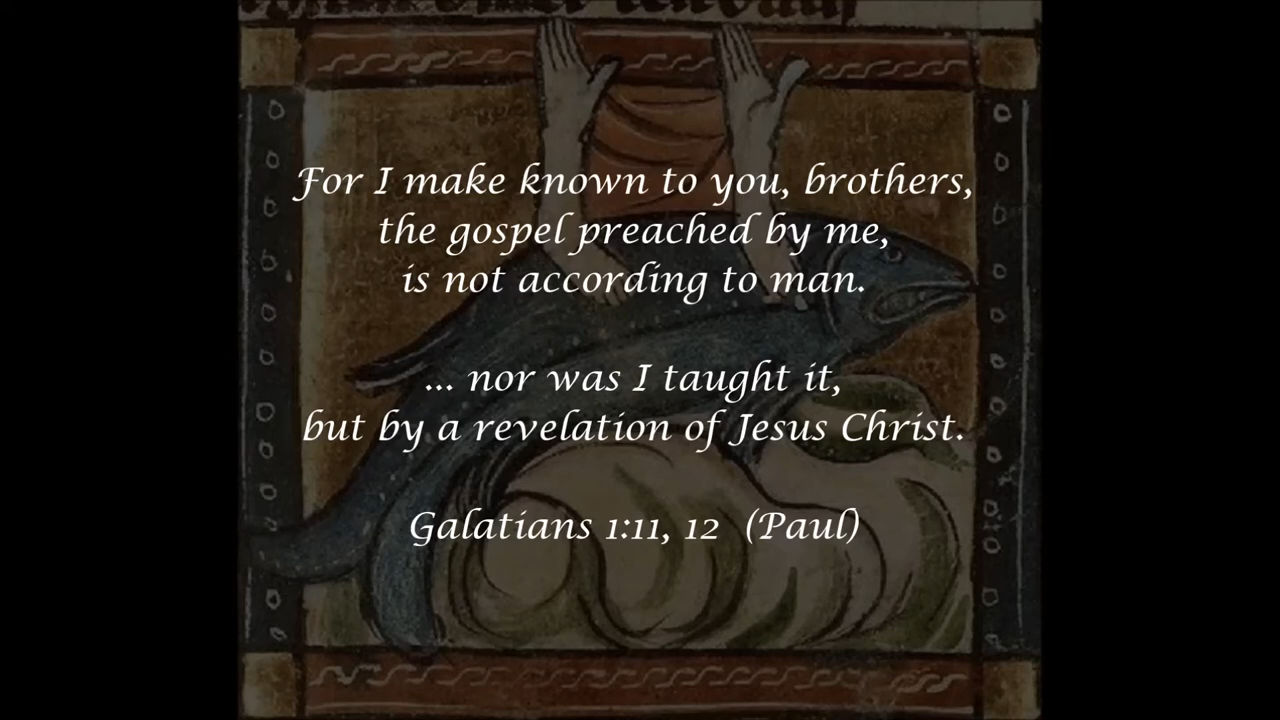 For I make known to you, brothers,
the gospel preached by me,
is not according to man.
... nor was I taught it,
but by a revelation of Jesus Christ.
Galatians 1:11, 12 (Paul)